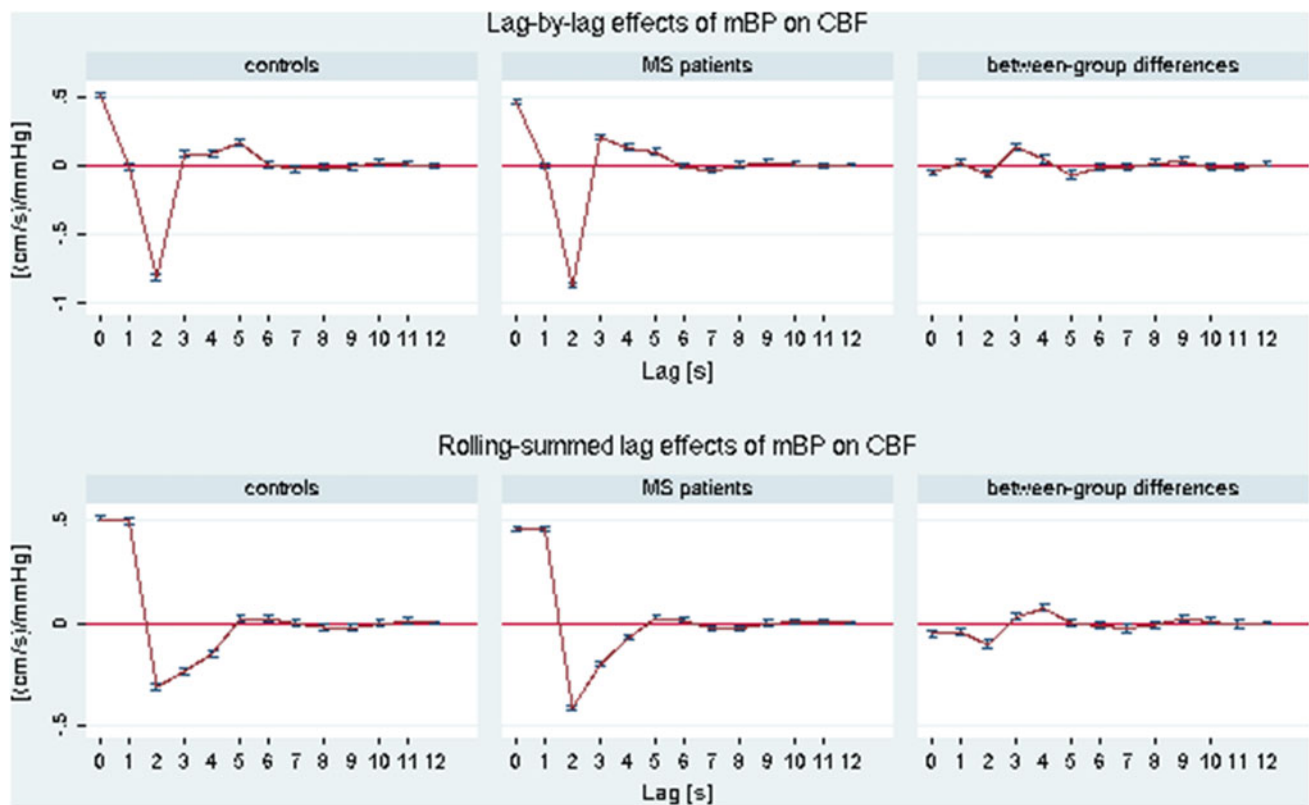 Lag-by-lag effects of mBP on CBF
controls MS patients between-group differences
[(cm/s)/mmHg]
.5
0
-.5
-1
0 1 2 3 4 5 6 7 8 9 10 11 12 0 1 2 3 4 5 6 7 8 9 10 11 12 0 1 2 3 4 5 6 7 8 9 10 11 12
Lag [s]
Rolling-summed lag effects of mBP on CBF
controls MS patients between-group differences
[(cm/s)/mmHg]
.5
0
-.5
0 1 2 3 4 5 6 7 8 9 10 11 12 0 1 2 3 4 5 6 7 8 9 10 11 12 0 1 2 3 4 5 6 7 8 9 10 11 12
Lag [s]